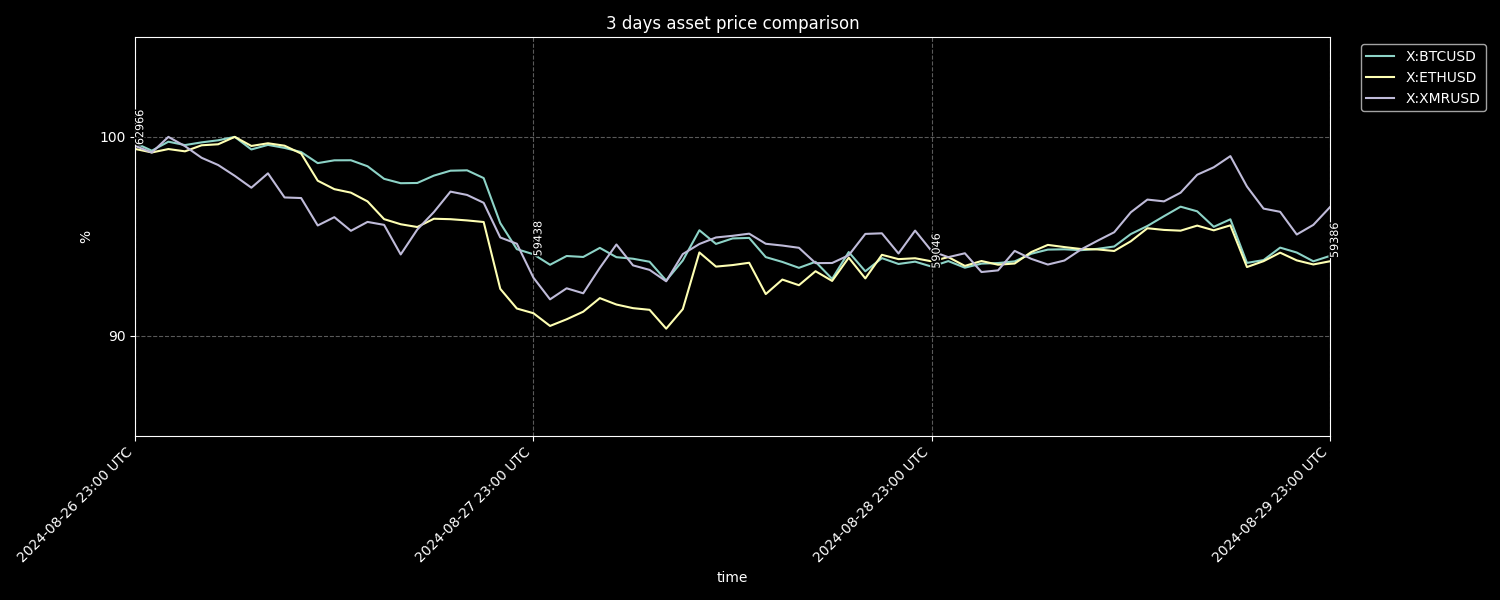 3 days asset price comparison
X:BTCUSD
X:ETHUSD
X:XMRUSD
100
90
%
62966
59438
59046
59386
2024-08-26 23:00 UTC
2024-08-27 23:00 UTC
2024-08-28 23:00 UTC
2024-08-29 23:00 UTC
time